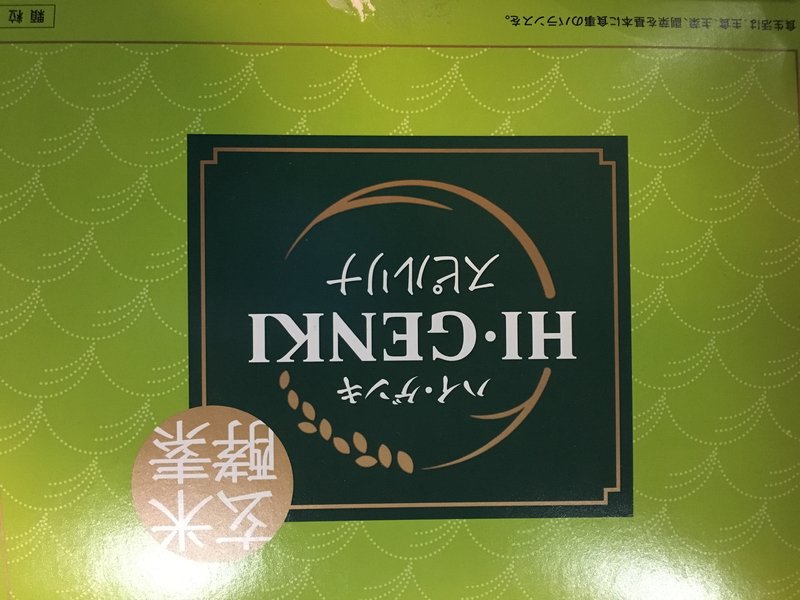 玄米
酵素
ハイ・ゲンキ
HI・GENKI
スピルリナ
食生活は、主食、主菜、副菜を基本に食事のバランスを。
顆粒